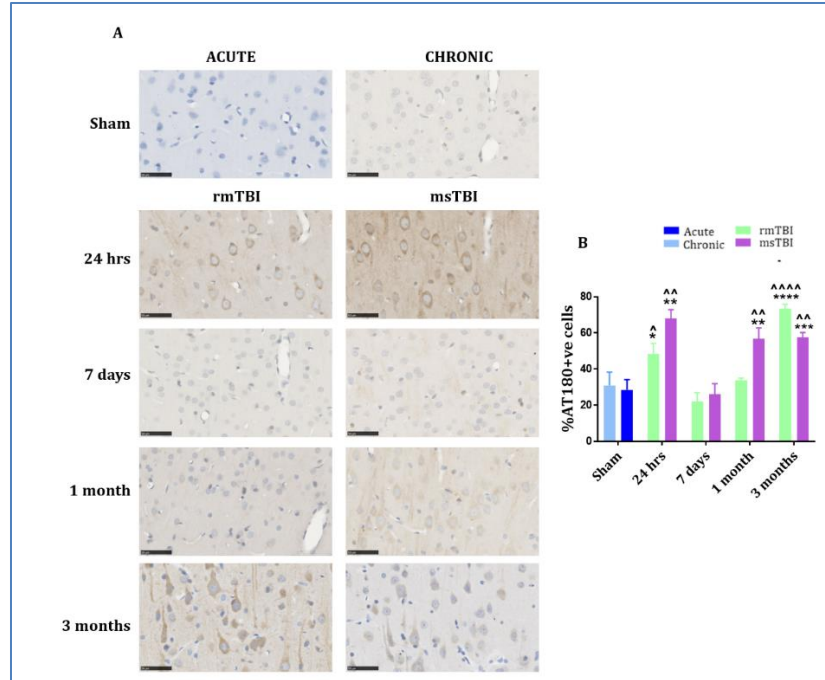 A
ACUTE CHRONIC
Sham
rmTBI msTBI
24 hrs
7 days
1 month
3 months
B
Acute rmTBI
Chronic msTBI
%AT180+ve cells
80
60
40
20
0
^
*
^^
**
^^
**
^^^^
****
^^
***
Sham 24 hrs 7 days 1 month 3 months